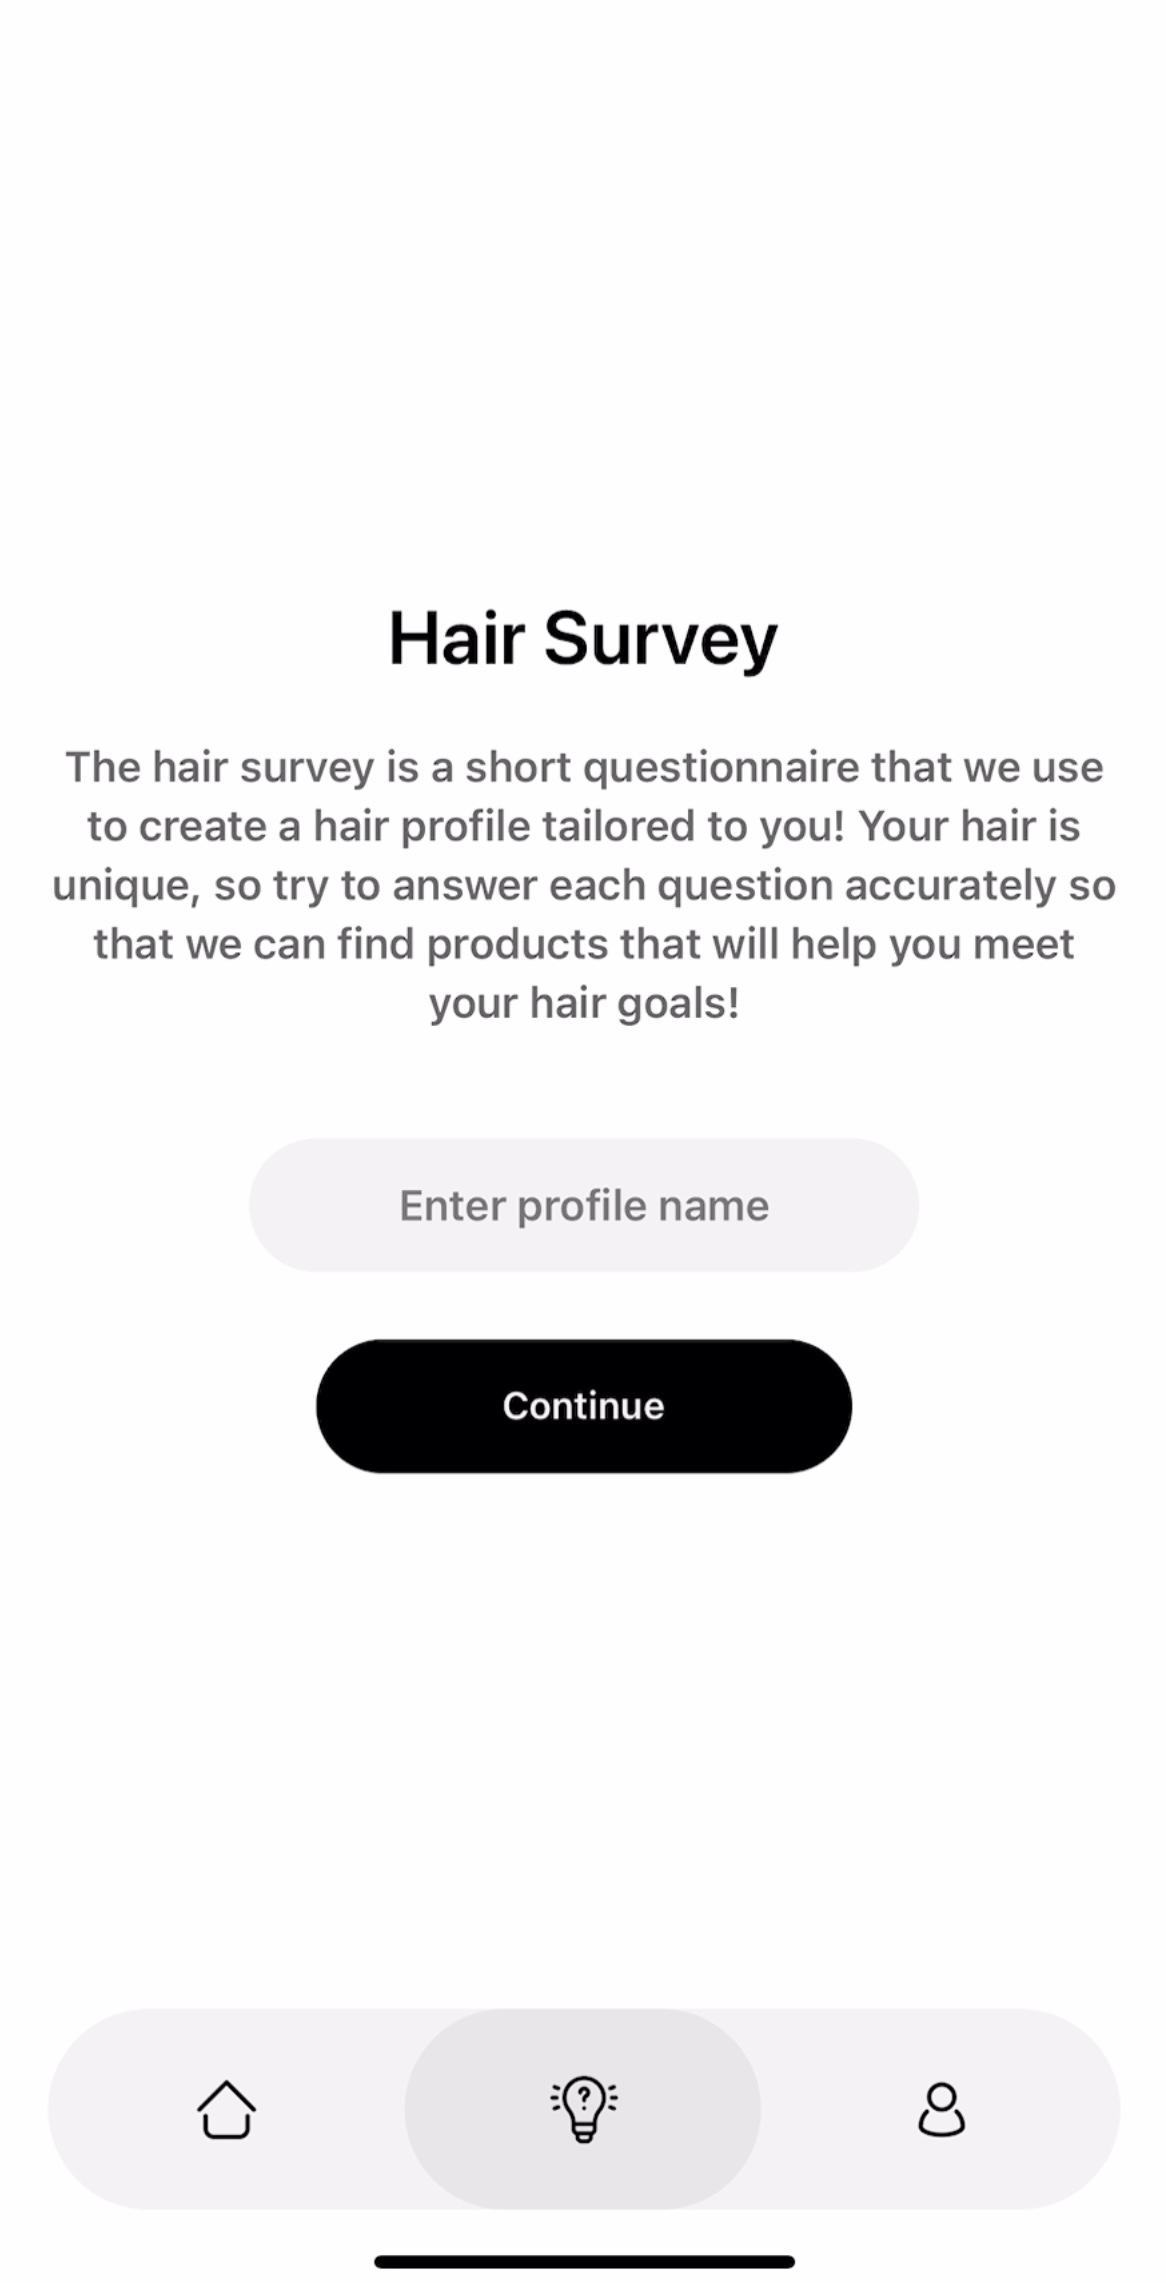 Hair Survey
The hair survey is a short questionnaire that we use
to create a hair profile tailored to you! Your hair is
unique, so try to answer each question accurately so
that we can find products that will help you meet
your hair goals!
Enter profile name
Continue
?